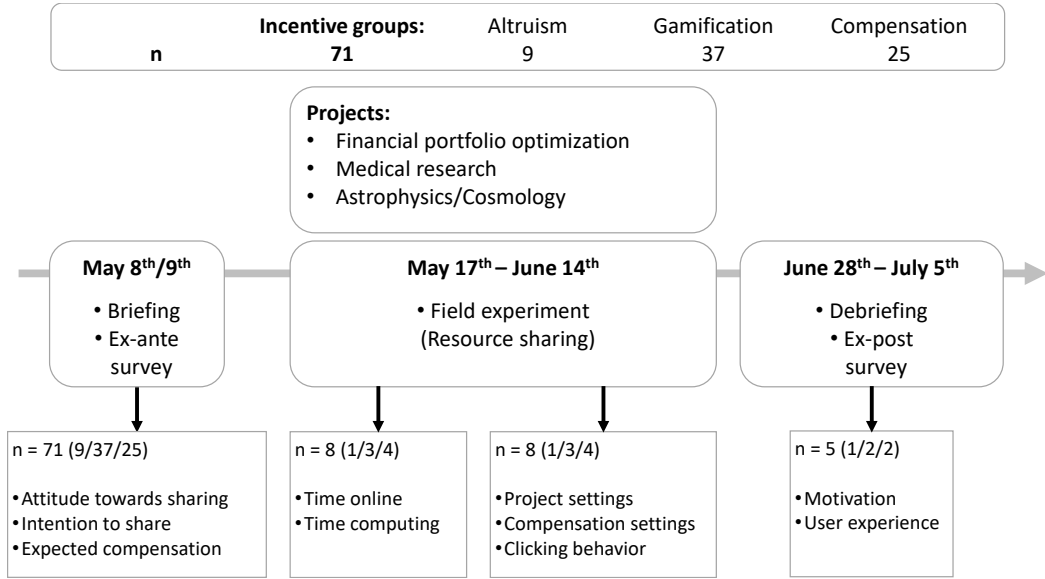 Incentive groups: Altruism Gamification Compensation
n 71 9 37 25
Projects:
• Financial portfolio optimization
• Medical research
• Astrophysics/Cosmology
May 8th/9th
• Briefing
• Ex-ante
survey
May 17th – June 14th
• Field experiment
(Resource sharing)
June 28th – July 5th
• Debriefing
• Ex-post
survey
n = 71 (9/37/25)
•Attitude towards sharing
•Intention to share
•Expected compensation
n = 8 (1/3/4)
•Time online
•Time computing
n = 8 (1/3/4)
•Project settings
•Compensation settings
•Clicking behavior
n = 5 (1/2/2)
•Motivation
•User experience